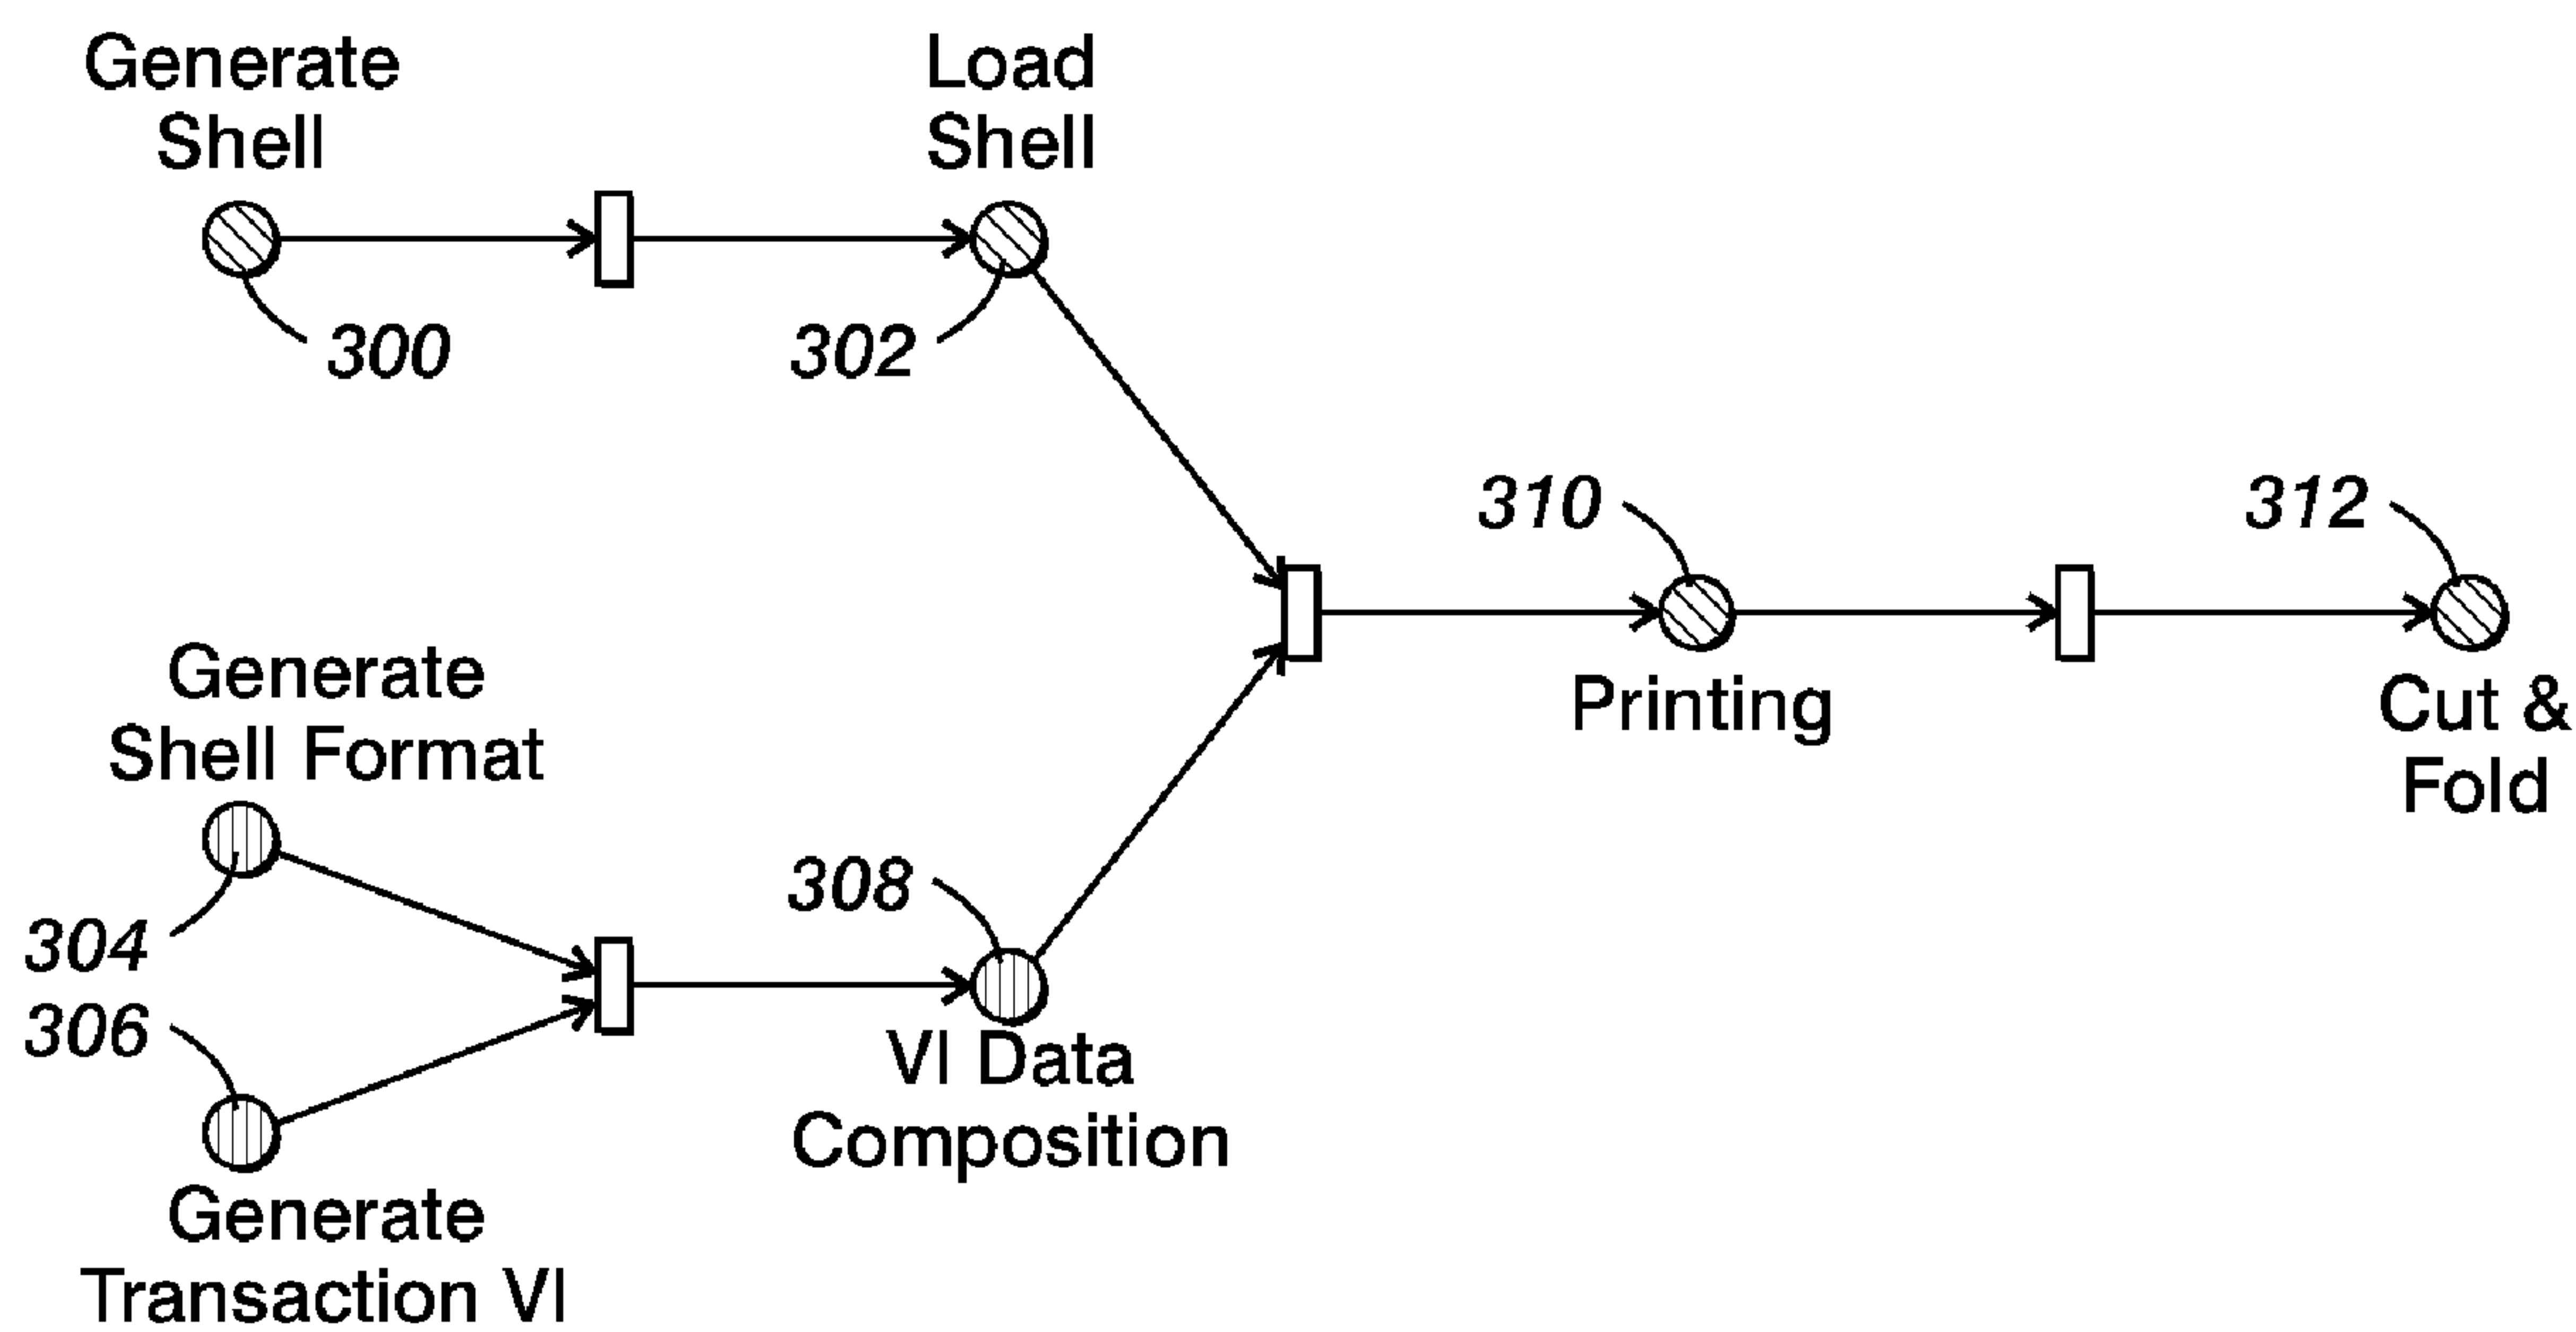 Generate
Shell
Load
Shell
300
302
310
312
Printing
Cut &
Fold
Generate
Shell Format
304
306
308
VI Data
Composition
Generate
Transaction VI